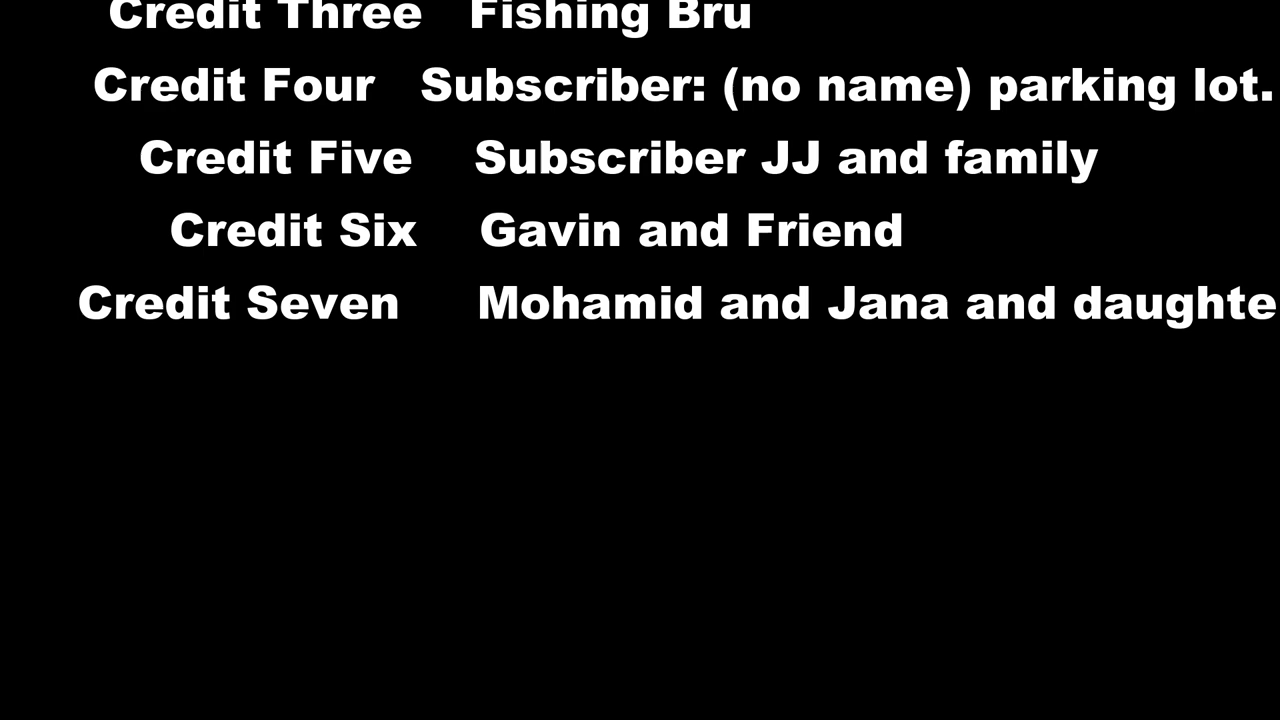 Credit Three Fishing Bru
Credit Four Subscriber: (no name) parking lot.
Credit Five Subscriber JJ and family
Credit Six Gavin and Friend
Credit Seven Mohamid and Jana and daughte